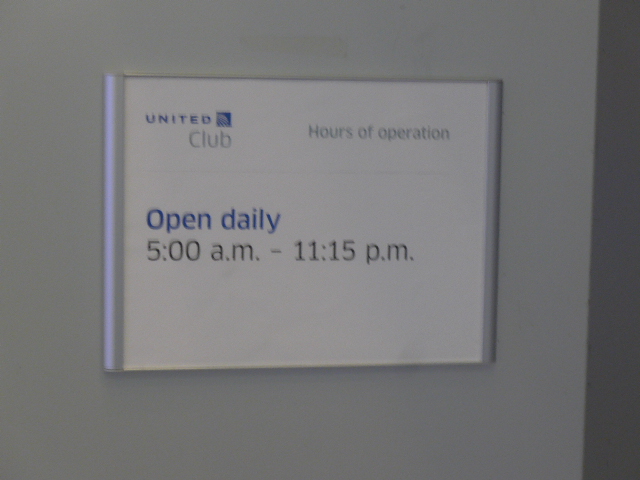 UNITED
Club
Hours of operation
Open daily
5:00 a.m. – 11:15 p.m.